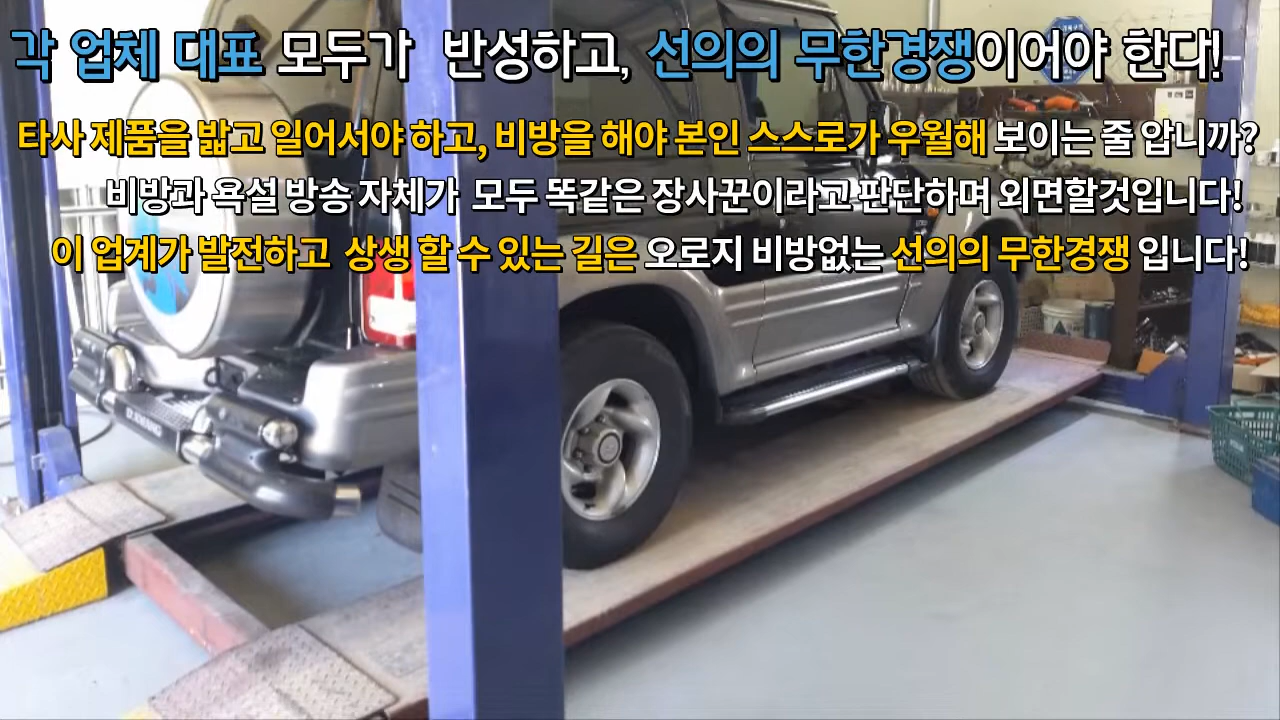 각 업체 대표 모두가 반성하고, 선의의 무한경쟁이어야 한다!
타사 제품을 밟고 일어서야 하고, 비방을 해야 본인 스스로가 우월해 보이는 줄 압니까?
비방과 욕설 방송 자체가 모두 똑같은 장사꾼이라고 판단하며 외면할것입니다!
이 업계가 발전하고 상생 할 수 있는 길은 오로지 비방없는 선의의 무한경쟁 입니다!